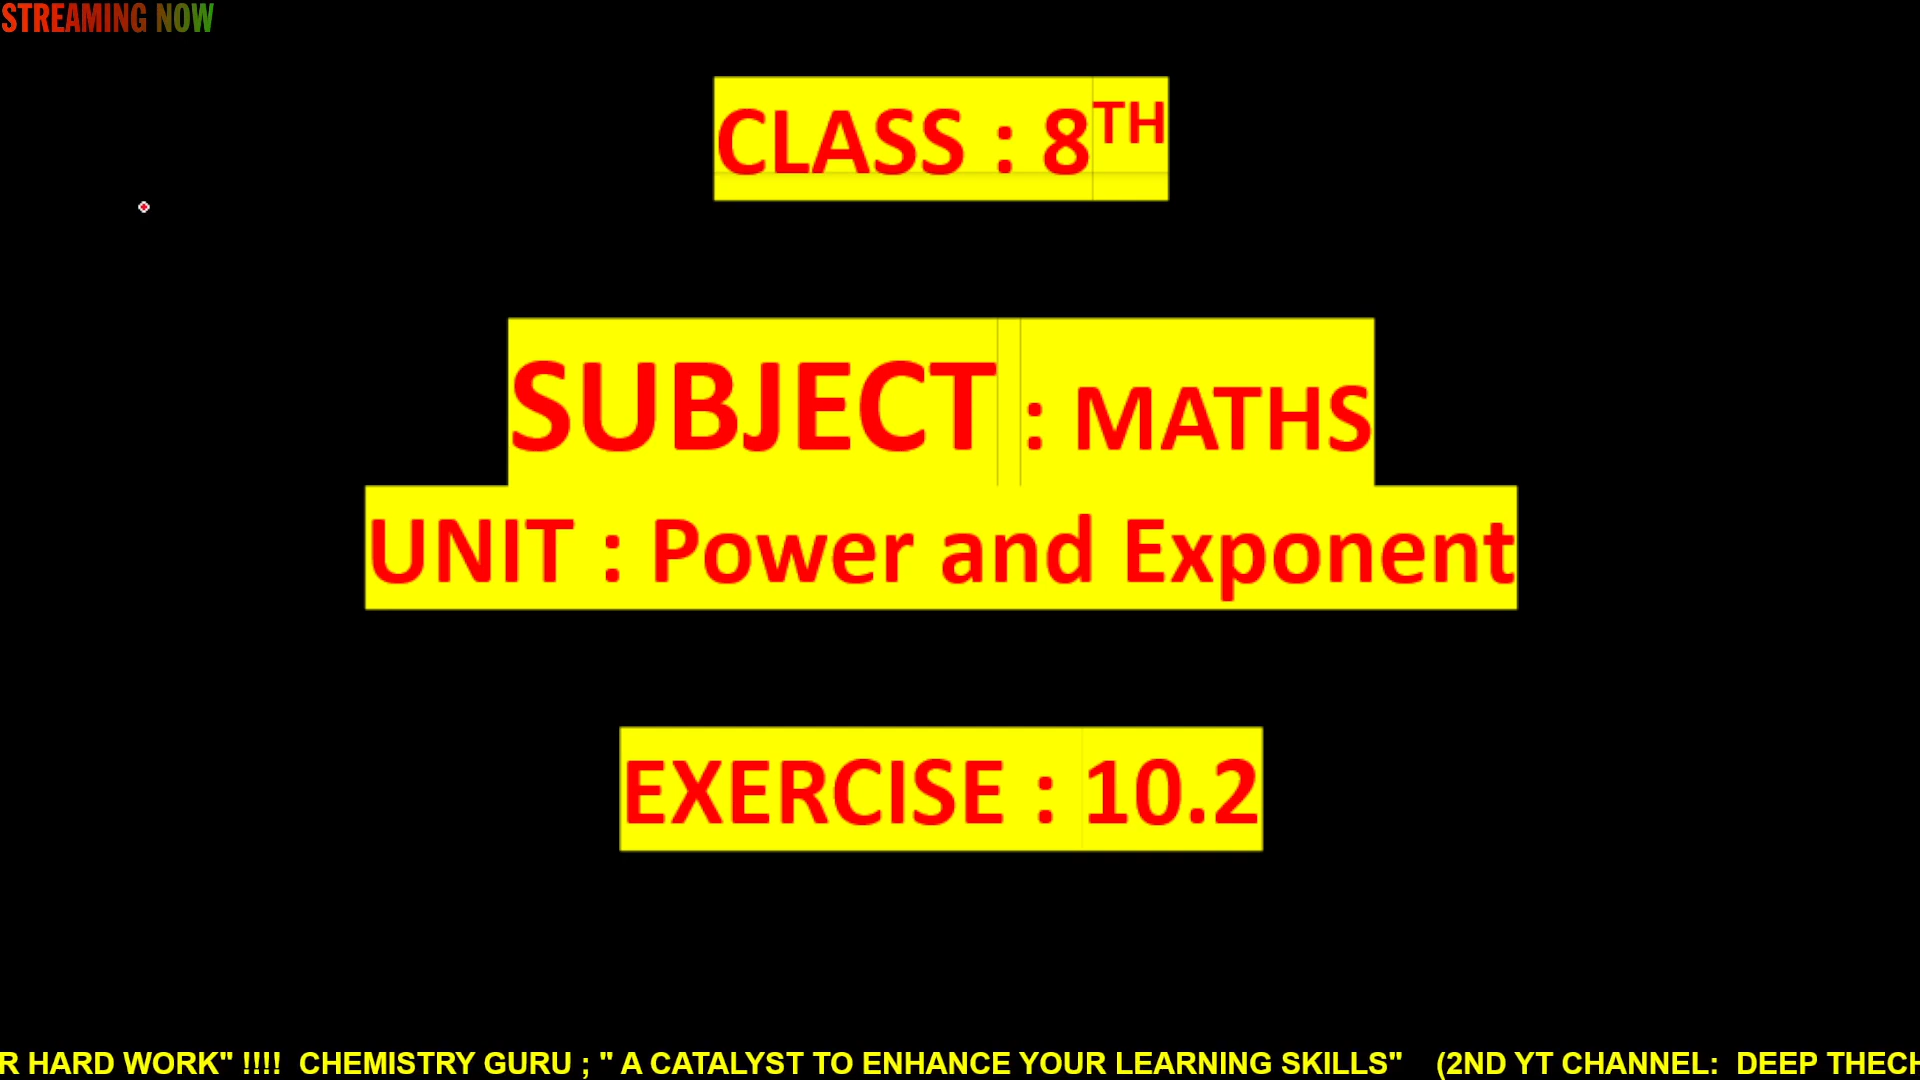 STREAMING NOW
CLASS : 8TH
SUBJECT : MATHS
UNIT : Power and Exponent
EXERCISE : 10.2
R HARD WORK" !!!! CHEMISTRY GURU ; " A CATALYST TO ENHANCE YOUR LEARNING SKILLS" (2ND YT CHANNEL: DEEP THECH